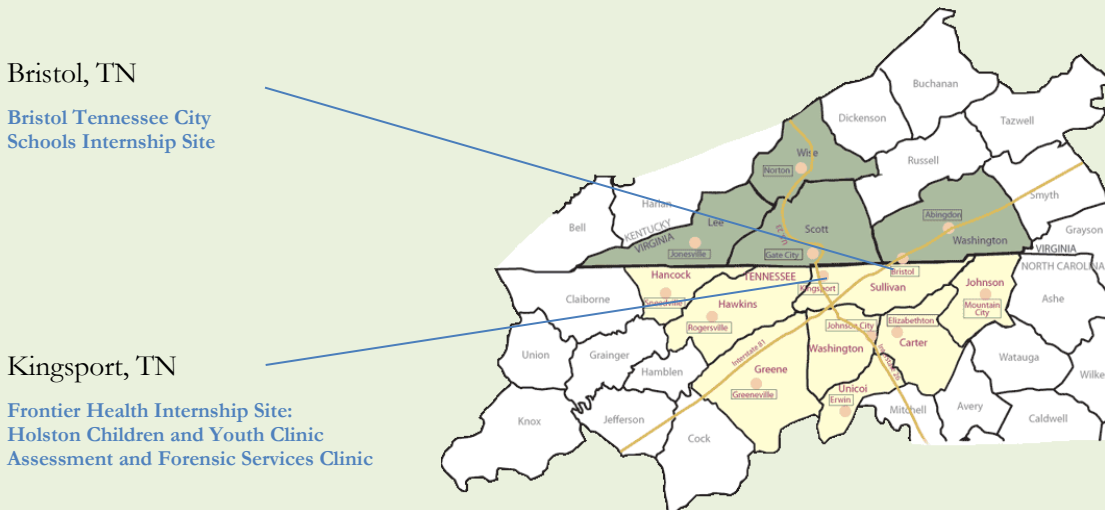 Bristol, TN
Bristol Tennessee City
Schools Internship Site
Kingsport, TN
Frontier Health Internship Site:
Holston Children and Youth Clinic
Assessment and Forensic Services Clinic
Buchanan
Dickenson
Tazwell
Wise
Norton
Russell
Smyth
Harlan
Lee
Scott
Abingdon
Grayson
Bell
KENTUCKY
VIRGINIA
Jonesville
U.S. 23
Gate City
Washington
VIRGINIA
NORTH CAROLINA
Hancock
TENNESSEE
Bristol
Kingsport
Sullivan
Johnson
Mountain
City
Claiborne
Sneedville
Hawkins
Rogersville
Ashe
Elizabethton
Johnson City
Carter
Union
Grainger
Hamblen
Interstate 81
Washington
Interstate 26
Watauga
Wilke
Greene
Greeneville
Unicoi
Erwin
Mitchell
Avery
Caldwell
Knox
Jefferson
Cock